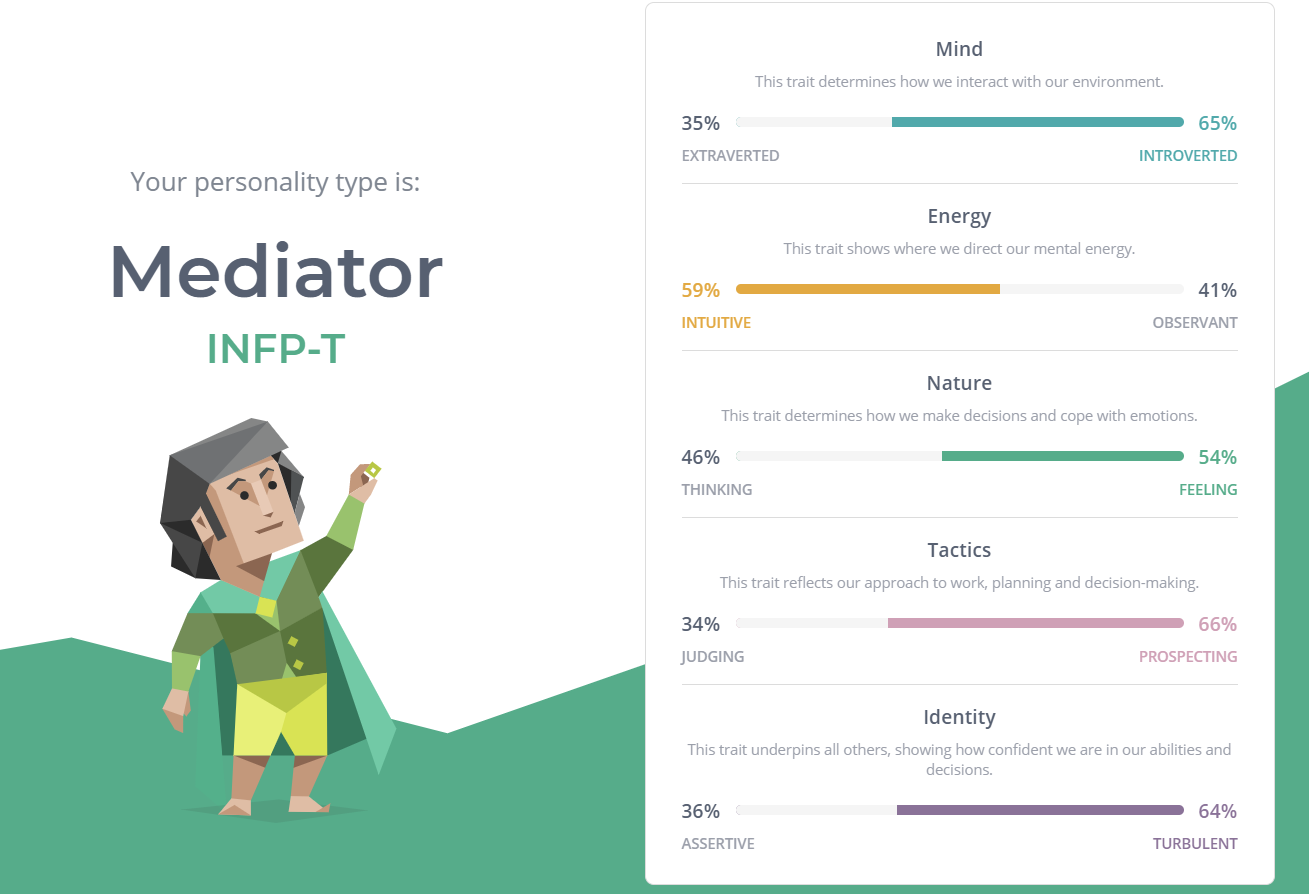 Your personality type is:
Mediator
INFP-T
Mind
This trait determines how we interact with our environment.
35% 65%
EXTRAVERTED INTROVERTED
Energy
This trait shows where we direct our mental energy.
59% 41%
INTUITIVE OBSERVANT
Nature
This trait determines how we make decisions and cope with emotions.
46% 54%
THINKING FEELING
Tactics
This trait reflects our approach to work, planning and decision-making.
34% 66%
JUDGING PROSPECTING
Identity
This trait underpins all others, showing how confident we are in our abilities and
decisions.
36% 64%
ASSERTIVE TURBULENT